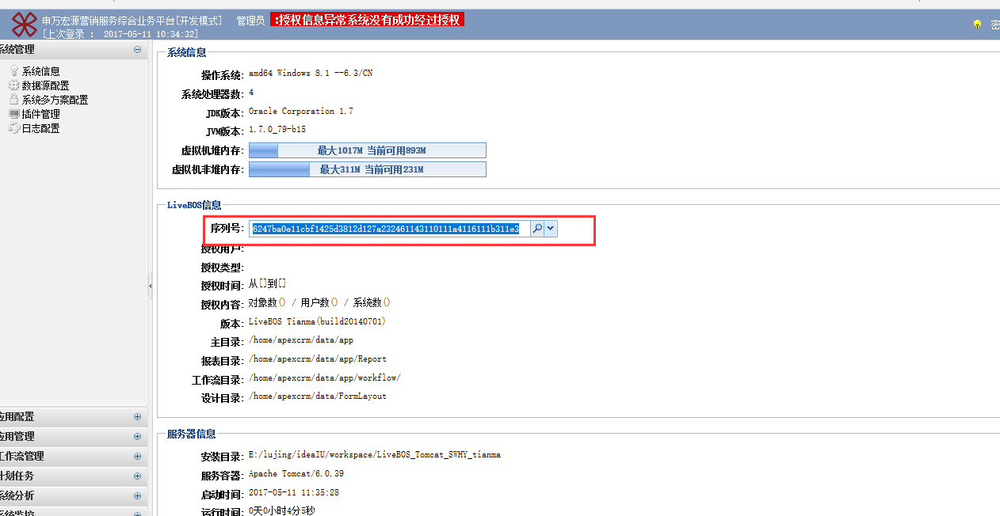 申万宏源营销服务综合业务平台[开发模式] 管理员 :授权信息异常系统没有成功经过授权
[上次登录 : 2017-05-11 10:34:32]
系统管理
系统信息
数据源配置
系统多方案配置
插件管理
日志配置
应用配置
应用管理
工作流管理
计划任务
系统分析
系统监控
系统信息
操作系统: amd64 Windows 8.1 --6.3/CN
系统处理器数: 4
JDK版本: Oracle Corporation 1.7
JVM版本: 1.7.0_79-b15
虚拟机堆内存: 最大1017M 当前可用893M
虚拟机非堆内存: 最大311M 当前可用231M
LiveBOS信息
序列号: 6247ba0e11cbf1425d3812d127a232461143110111a4116111b311e3
授权用户:
授权类型:
授权时间: 从[]到[]
授权内容: 对象数() / 用户数() / 系统数()
版本: LiveBOS Tianma(build20140701)
主目录: /home/apexcrm/data/app
报表目录: /home/apexcrm/data/app/Report
工作流目录: /home/apexcrm/data/app/workflow/
设计目录: /home/apexcrm/data/FormLayout
服务器信息
安装目录: E:/lujing/ideaIU/workspace/LiveBOS_Tomcat_SWHY_tianma
服务容器: Apache Tomcat/6.0.39
启动时间: 2017-05-11 11:35:28
运行时间: 0天0小时4分5秒